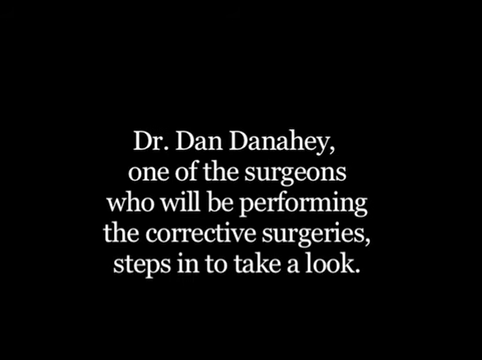 Dr. Dan Danahey,
one of the surgeons
who will be performing
the corrective surgeries,
steps in to take a look.